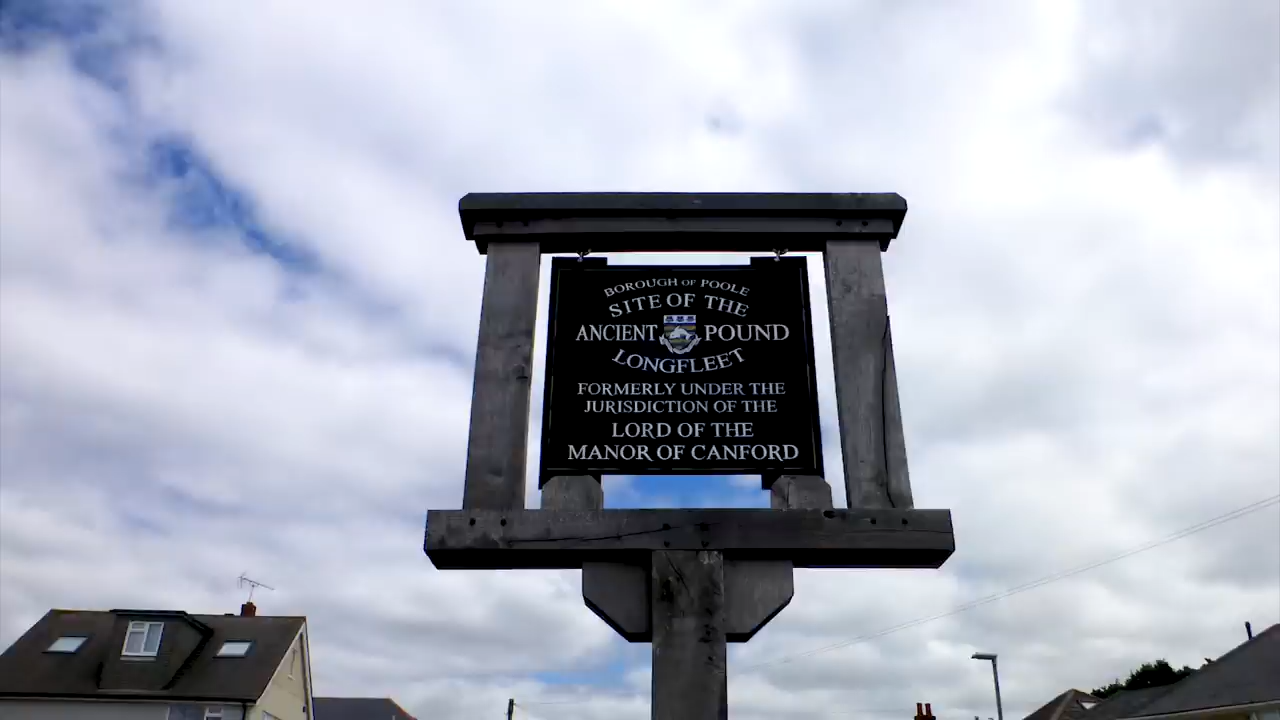 BOROUGH OF POOLE
SITE OF THE
ANCIENT POUND
LONGFLEET
FORMERLY UNDER THE
JURISDICTION OF THE
LORD OF THE
MANOR OF CANFORD